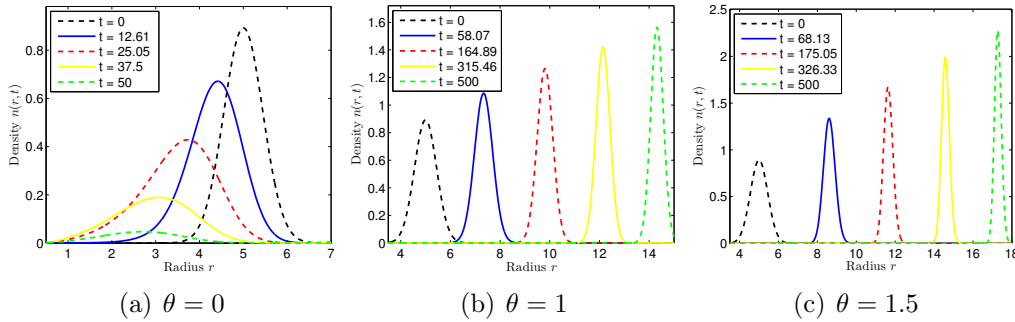 t = 0
t = 12.61
t = 25.05
t = 37.5
t = 50
Density n(r, t)
0.8
0.6
0.4
0.2
0
1 2 3 4 5 6 7
Radius r
(a) θ = 0
t = 0
t = 58.07
t = 164.89
t = 315.46
t = 500
Density n(r, t)
1.6
1.4
1.2
1
0.8
0.6
0.4
0.2
0
4 6 8 10 12 14
Radius r
(b) θ = 1
t = 0
t = 68.13
t = 175.05
t = 326.33
t = 500
Density n(r, t)
2.5
2
1.5
1
0.5
0
4 6 8 10 12 14 16 18
Radius r
(c) θ = 1.5